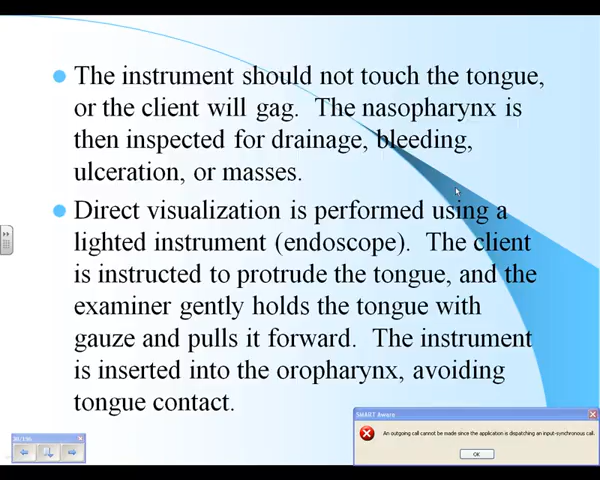 The instrument should not touch the tongue,
or the client will gag. The nasopharynx is
then inspected for drainage, bleeding,
ulceration, or masses.
Direct visualization is performed using a
lighted instrument (endoscope). The client
is instructed to protrude the tongue, and the
examiner gently holds the tongue with
gauze and pulls it forward. The instrument
is inserted into the oropharynx, avoiding
tongue contact.
SMART Aware
An outgoing call cannot be made since the application is dispatching an input-synchronous call.
OK